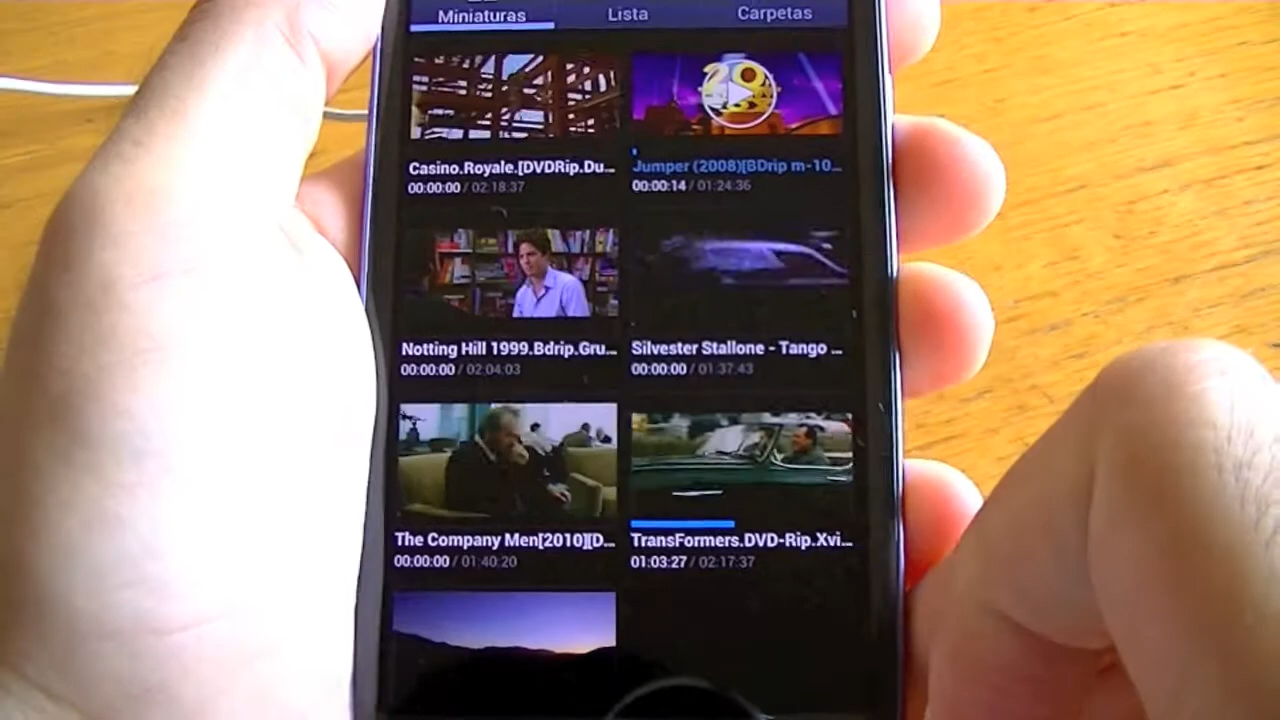 Miniaturas Lista Carpetas
20
Casino.Royale.[DVDRip.Du... Jumper (2008)[BDrip m-10...
00:00:00 / 02:18:37 00:00:14 / 01:24:36
Notting Hill 1999.Bdrip.Gru... Silvester Stallone - Tango ...
00:00:00 / 02:04:03 00:00:00 / 01:37:43
The Company Men[2010][D... TransFormers.DVD-Rip.Xvi...
00:00:00 / 01:40:20 01:03:27 / 02:17:37